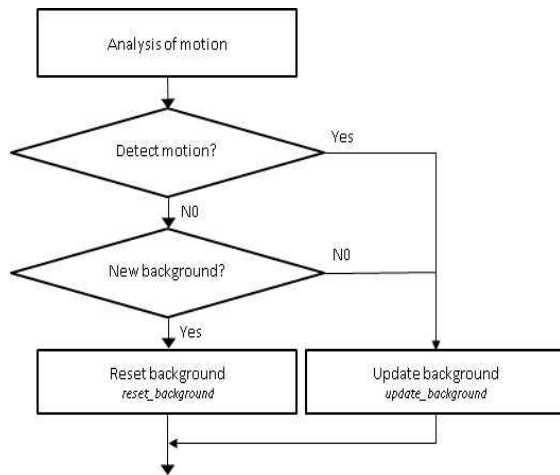 Analysis of motion
Detect motion?
Yes
N0
New background?
N0
Yes
Reset background
reset_background
Update background
update_background